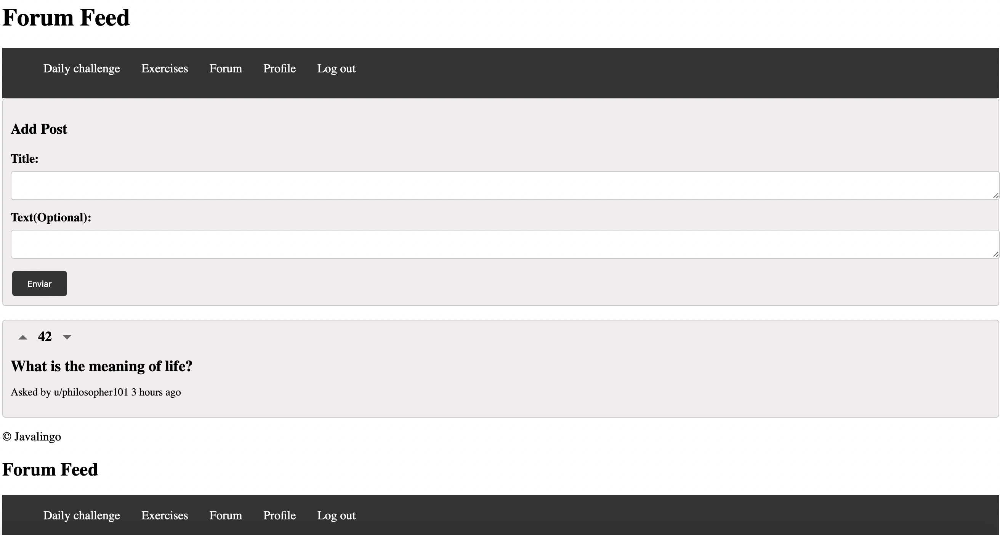 Forum Feed
Daily challenge Exercises Forum Profile Log out
Add Post
Title:
Text(Optional):
Enviar
42
What is the meaning of life?
Asked by u/philosopher101 3 hours ago
© Javalingo
Forum Feed
Daily challenge Exercises Forum Profile Log out